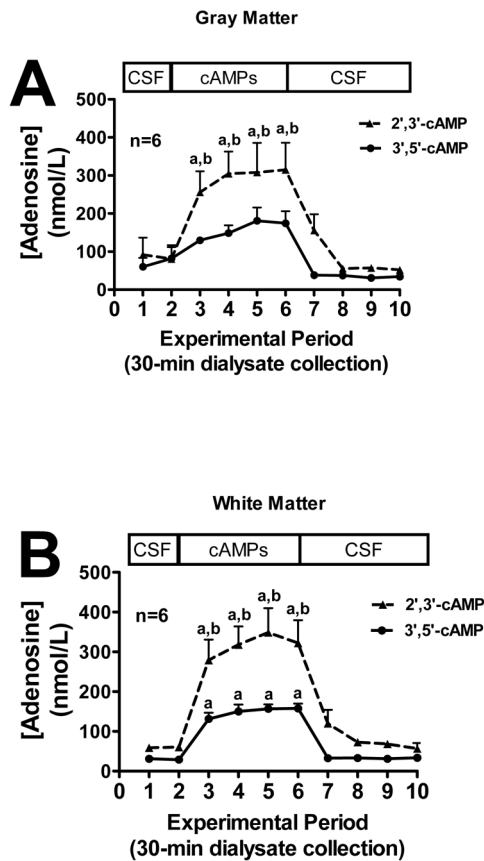 Gray Matter
A
CSF cAMPs CSF
500
400
300
200
100
0
[Adenosine]
(nmol/L)
n=6
a,b a,b a,b a,b
2',3'-cAMP
3',5'-cAMP
0 1 2 3 4 5 6 7 8 9 10
Experimental Period
(30-min dialysate collection)
White Matter
B
CSF cAMPs CSF
500
400
300
200
100
0
[Adenosine]
(nmol/L)
n=6
a,b a,b a,b a,b
a a a a
2',3'-cAMP
3',5'-cAMP
0 1 2 3 4 5 6 7 8 9 10
Experimental Period
(30-min dialysate collection)